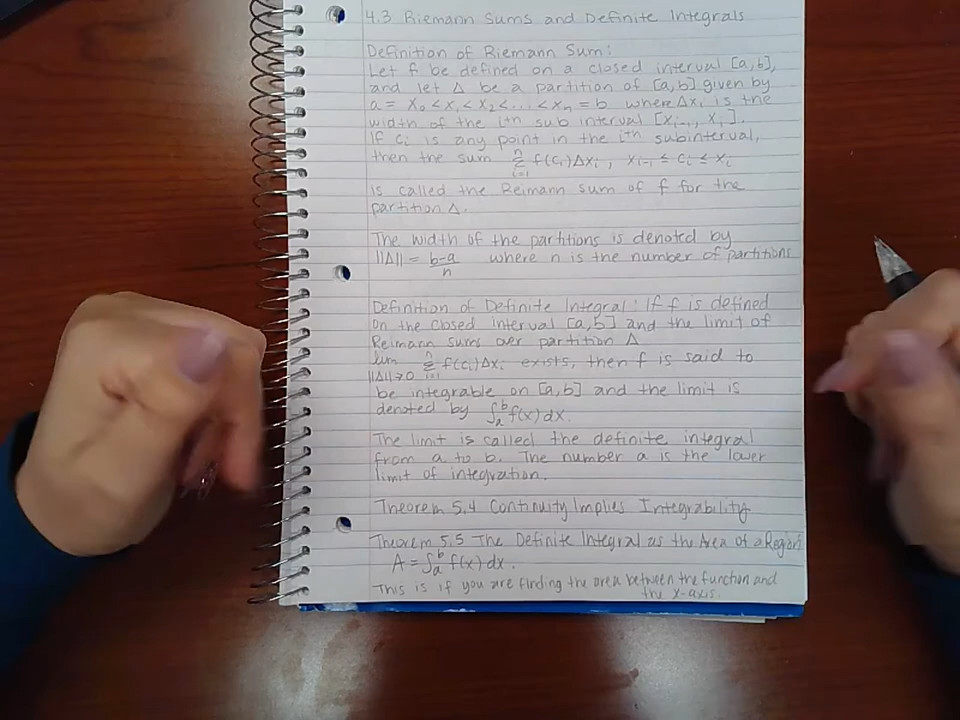 4.3 Riemann Sums and Definite Integrals
Definition of Riemann Sum:
Let f be defined on a closed interval [a,b],
and let Δ be a partition of [a,b] given by
a = x₀ < x₁ < x₂ < ... < xₙ = b where Δxᵢ is the
width of the ith sub interval [xᵢ₋₁, xᵢ].
If cᵢ is any point in the ith subinterval,
then the sum ∑ᵢ₌₁ⁿ f(cᵢ)Δxᵢ , xᵢ₋₁ ≤ cᵢ ≤ xᵢ
is called the Reimann sum of f for the
partition Δ.
The width of the partitions is denoted by
||Δ|| = (b-a)/n where n is the number of partitions
Definition of Definite Integral: If f is defined
on the closed interval [a,b] and the limit of
Reimann sums over partition Δ
lim ||Δ||→0 ∑ᵢ₌₁ⁿ f(cᵢ)Δxᵢ exists, then f is said to
be integrable on [a,b] and the limit is
denoted by ∫ₐᵇ f(x) dx.
The limit is called the definite integral
from a to b. The number a is the lower
limit of integration.
Theorem 5.4 Continuity Implies Integrability
Theorem 5.5 The Definite Integral as the Area of a Region
A = ∫ₐᵇ f(x) dx.
This is if you are finding the area between the function and
the x-axis.